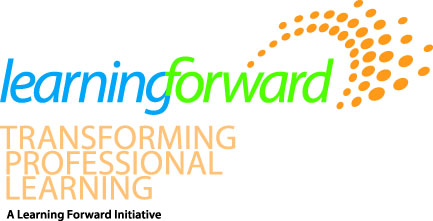 learningforward
TRANSFORMING
PROFESSIONAL
LEARNING
A Learning Forward Initiative